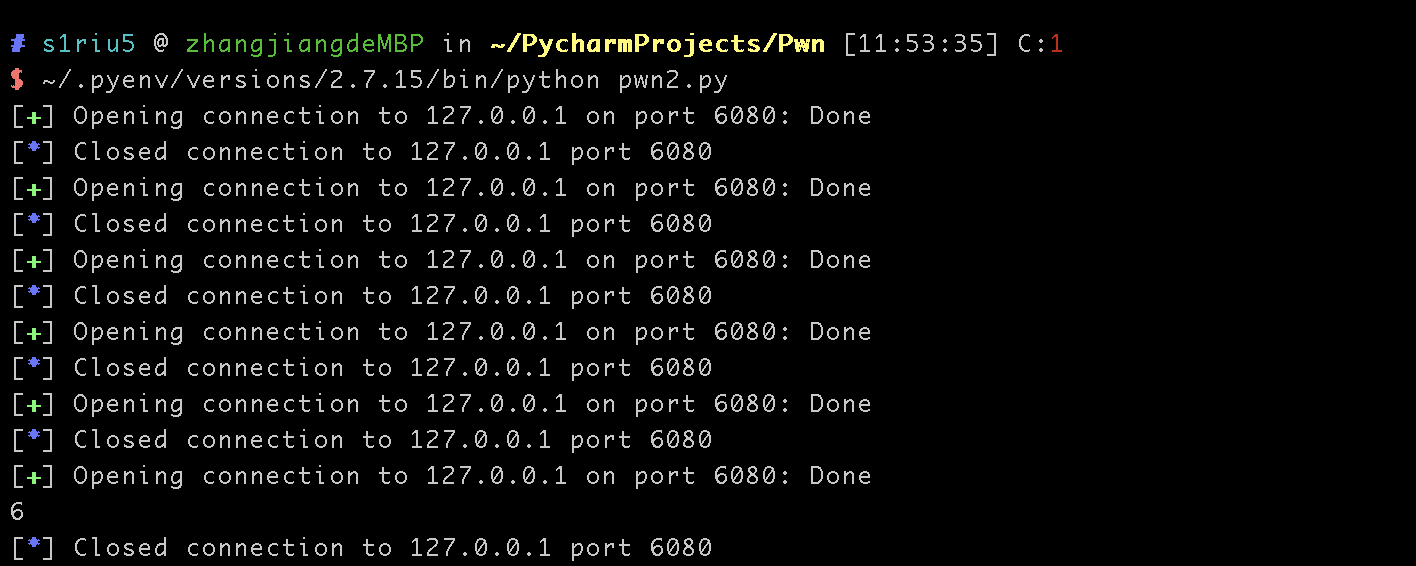 # s1riu5 @ zhangjiangdeMBP in ~/PycharmProjects/Pwn [11:53:35] C:1
$ ~/.pyenv/versions/2.7.15/bin/python pwn2.py
[+] Opening connection to 127.0.0.1 on port 6080: Done
[*] Closed connection to 127.0.0.1 port 6080
[+] Opening connection to 127.0.0.1 on port 6080: Done
[*] Closed connection to 127.0.0.1 port 6080
[+] Opening connection to 127.0.0.1 on port 6080: Done
[*] Closed connection to 127.0.0.1 port 6080
[+] Opening connection to 127.0.0.1 on port 6080: Done
[*] Closed connection to 127.0.0.1 port 6080
[+] Opening connection to 127.0.0.1 on port 6080: Done
[*] Closed connection to 127.0.0.1 port 6080
[+] Opening connection to 127.0.0.1 on port 6080: Done
6
[*] Closed connection to 127.0.0.1 port 6080